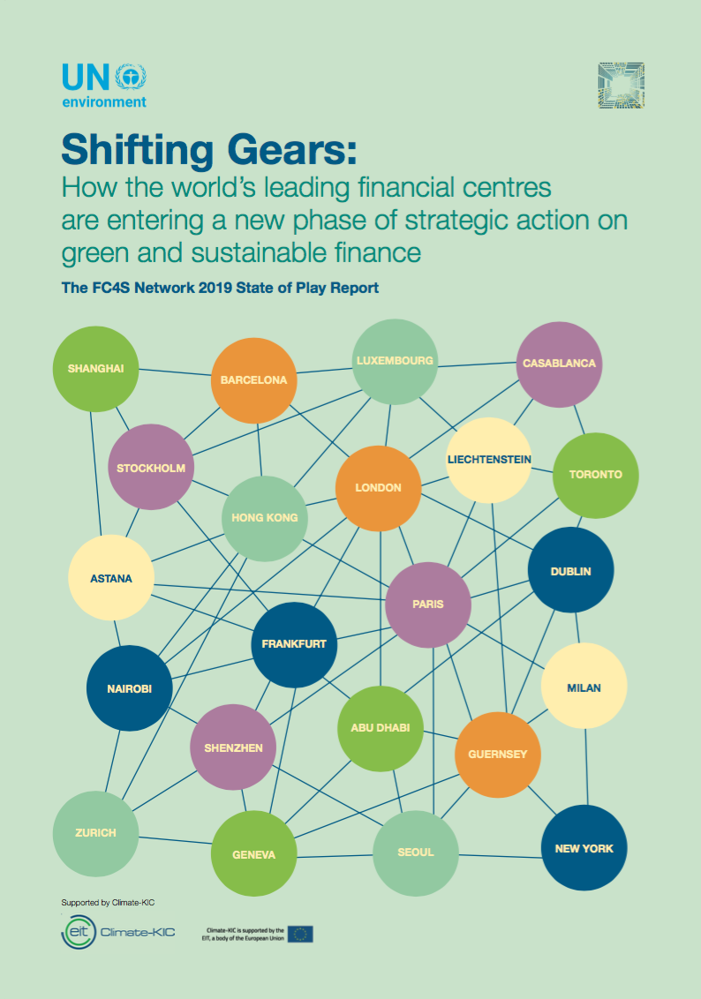 UN
environment
Shifting Gears:
How the world's leading financial centres
are entering a new phase of strategic action on
green and sustainable finance
The FC4S Network 2019 State of Play Report
SHANGHAI
BARCELONA
LUXEMBOURG
CASABLANCA
STOCKHOLM
HONG KONG
LONDON
LIECHTENSTEIN
TORONTO
ASTANA
PARIS
DUBLIN
NAIROBI
FRANKFURT
MILAN
SHENZHEN
ABU DHABI
GUERNSEY
ZURICH
GENEVA
SEOUL
NEW YORK
Supported by Climate-KIC
eit Climate-KIC
Climate-KIC is supported by the
EIT, a body of the European Union